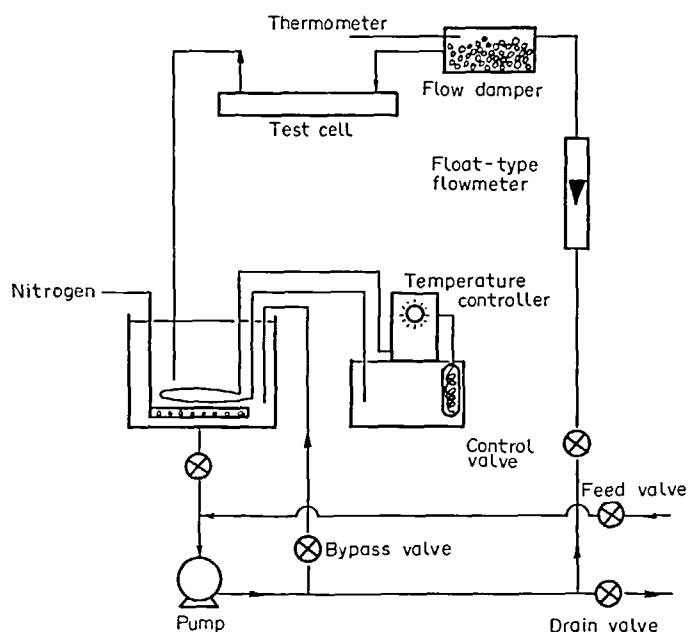 Thermometer
Flow damper
Test cell
Float-type
flowmeter
Nitrogen
Temperature
controller
Control
valve
Feed valve
Bypass valve
Pump
Drain valve